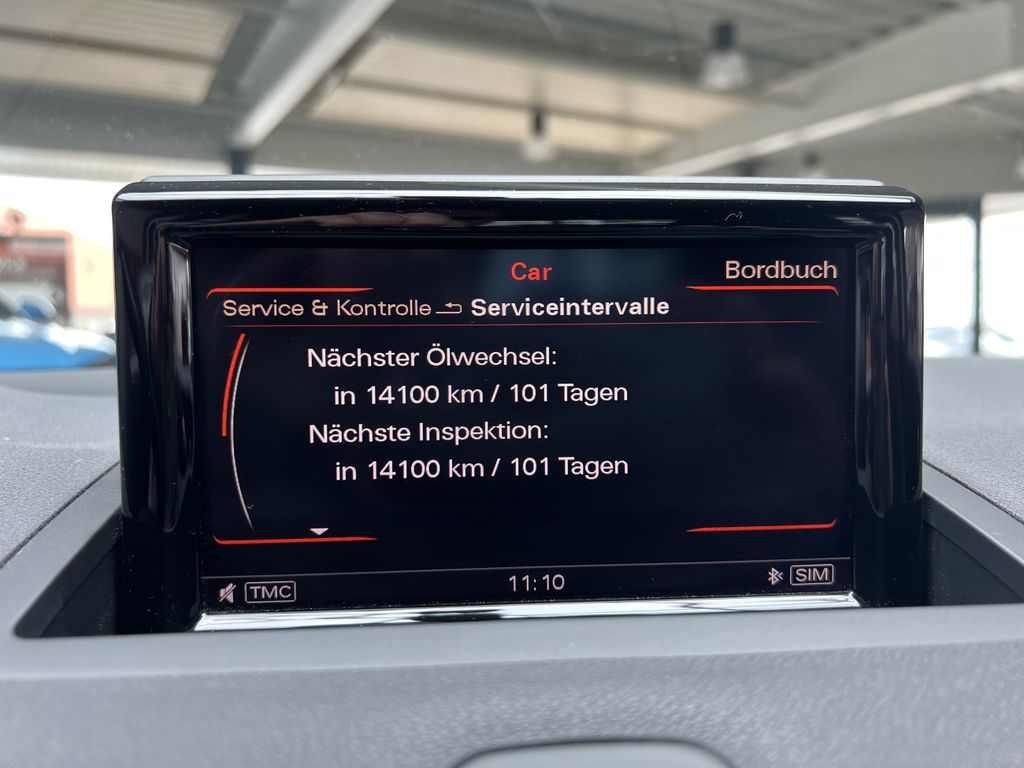 Car
Bordbuch
Service & Kontrolle Serviceintervalle
Nächster Ölwechsel:
in 14100 km / 101 Tagen
Nächste Inspektion:
in 14100 km / 101 Tagen
TMC 11:10 SIM